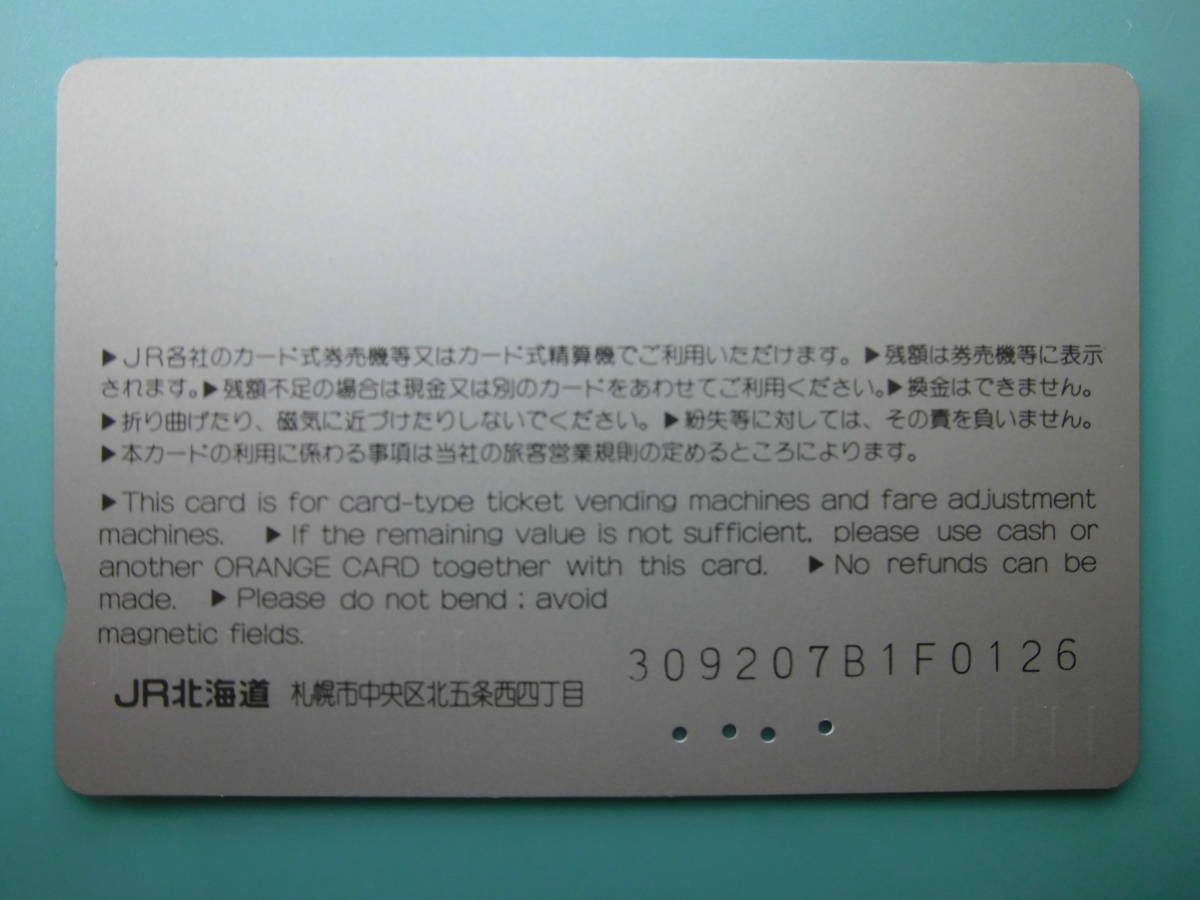 ▶JR各社のカード式券売機等又はカード式精算機でご利用いただけます。▶残額は券売機等に表示
されます。▶残額不足の場合は現金又は別のカードをあわせてご利用ください。▶換金はできません。
▶折り曲げたり、磁気に近づけたりしないでください。▶紛失等に対しては、その責を負いません。
▶本カードの利用に係わる事項は当社の旅客営業規則の定めるところによります。
▶This card is for card-type ticket vending machines and fare adjustment
machines. ▶If the remaining value is not sufficient, please use cash or
another ORANGE CARD together with this card. ▶No refunds can be
made. ▶Please do not bend; avoid
magnetic fields.
309207B1F0126
JR北海道 札幌市中央区北五条西四丁目